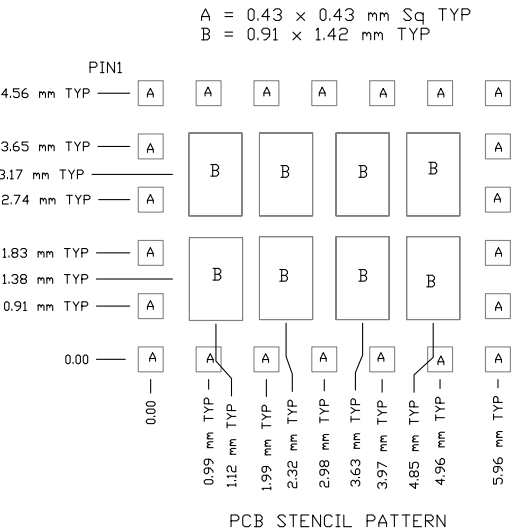 A = 0.43 x 0.43 mm Sq TYP
B = 0.91 x 1.42 mm TYP
PIN1
4.56 mm TYP
A A A A A A A
3.65 mm TYP
A A
3.17 mm TYP
B B B B
2.74 mm TYP
A A
1.83 mm TYP
A A
1.38 mm TYP
B B B B
0.91 mm TYP
A A
0.00
A A A A A A A
0.00
0.99 mm TYP
1.12 mm TYP
1.99 mm TYP
2.32 mm TYP
2.98 mm TYP
3.63 mm TYP
3.97 mm TYP
4.85 mm TYP
4.96 mm TYP
5.96 mm TYP
PCB STENCIL PATTERN